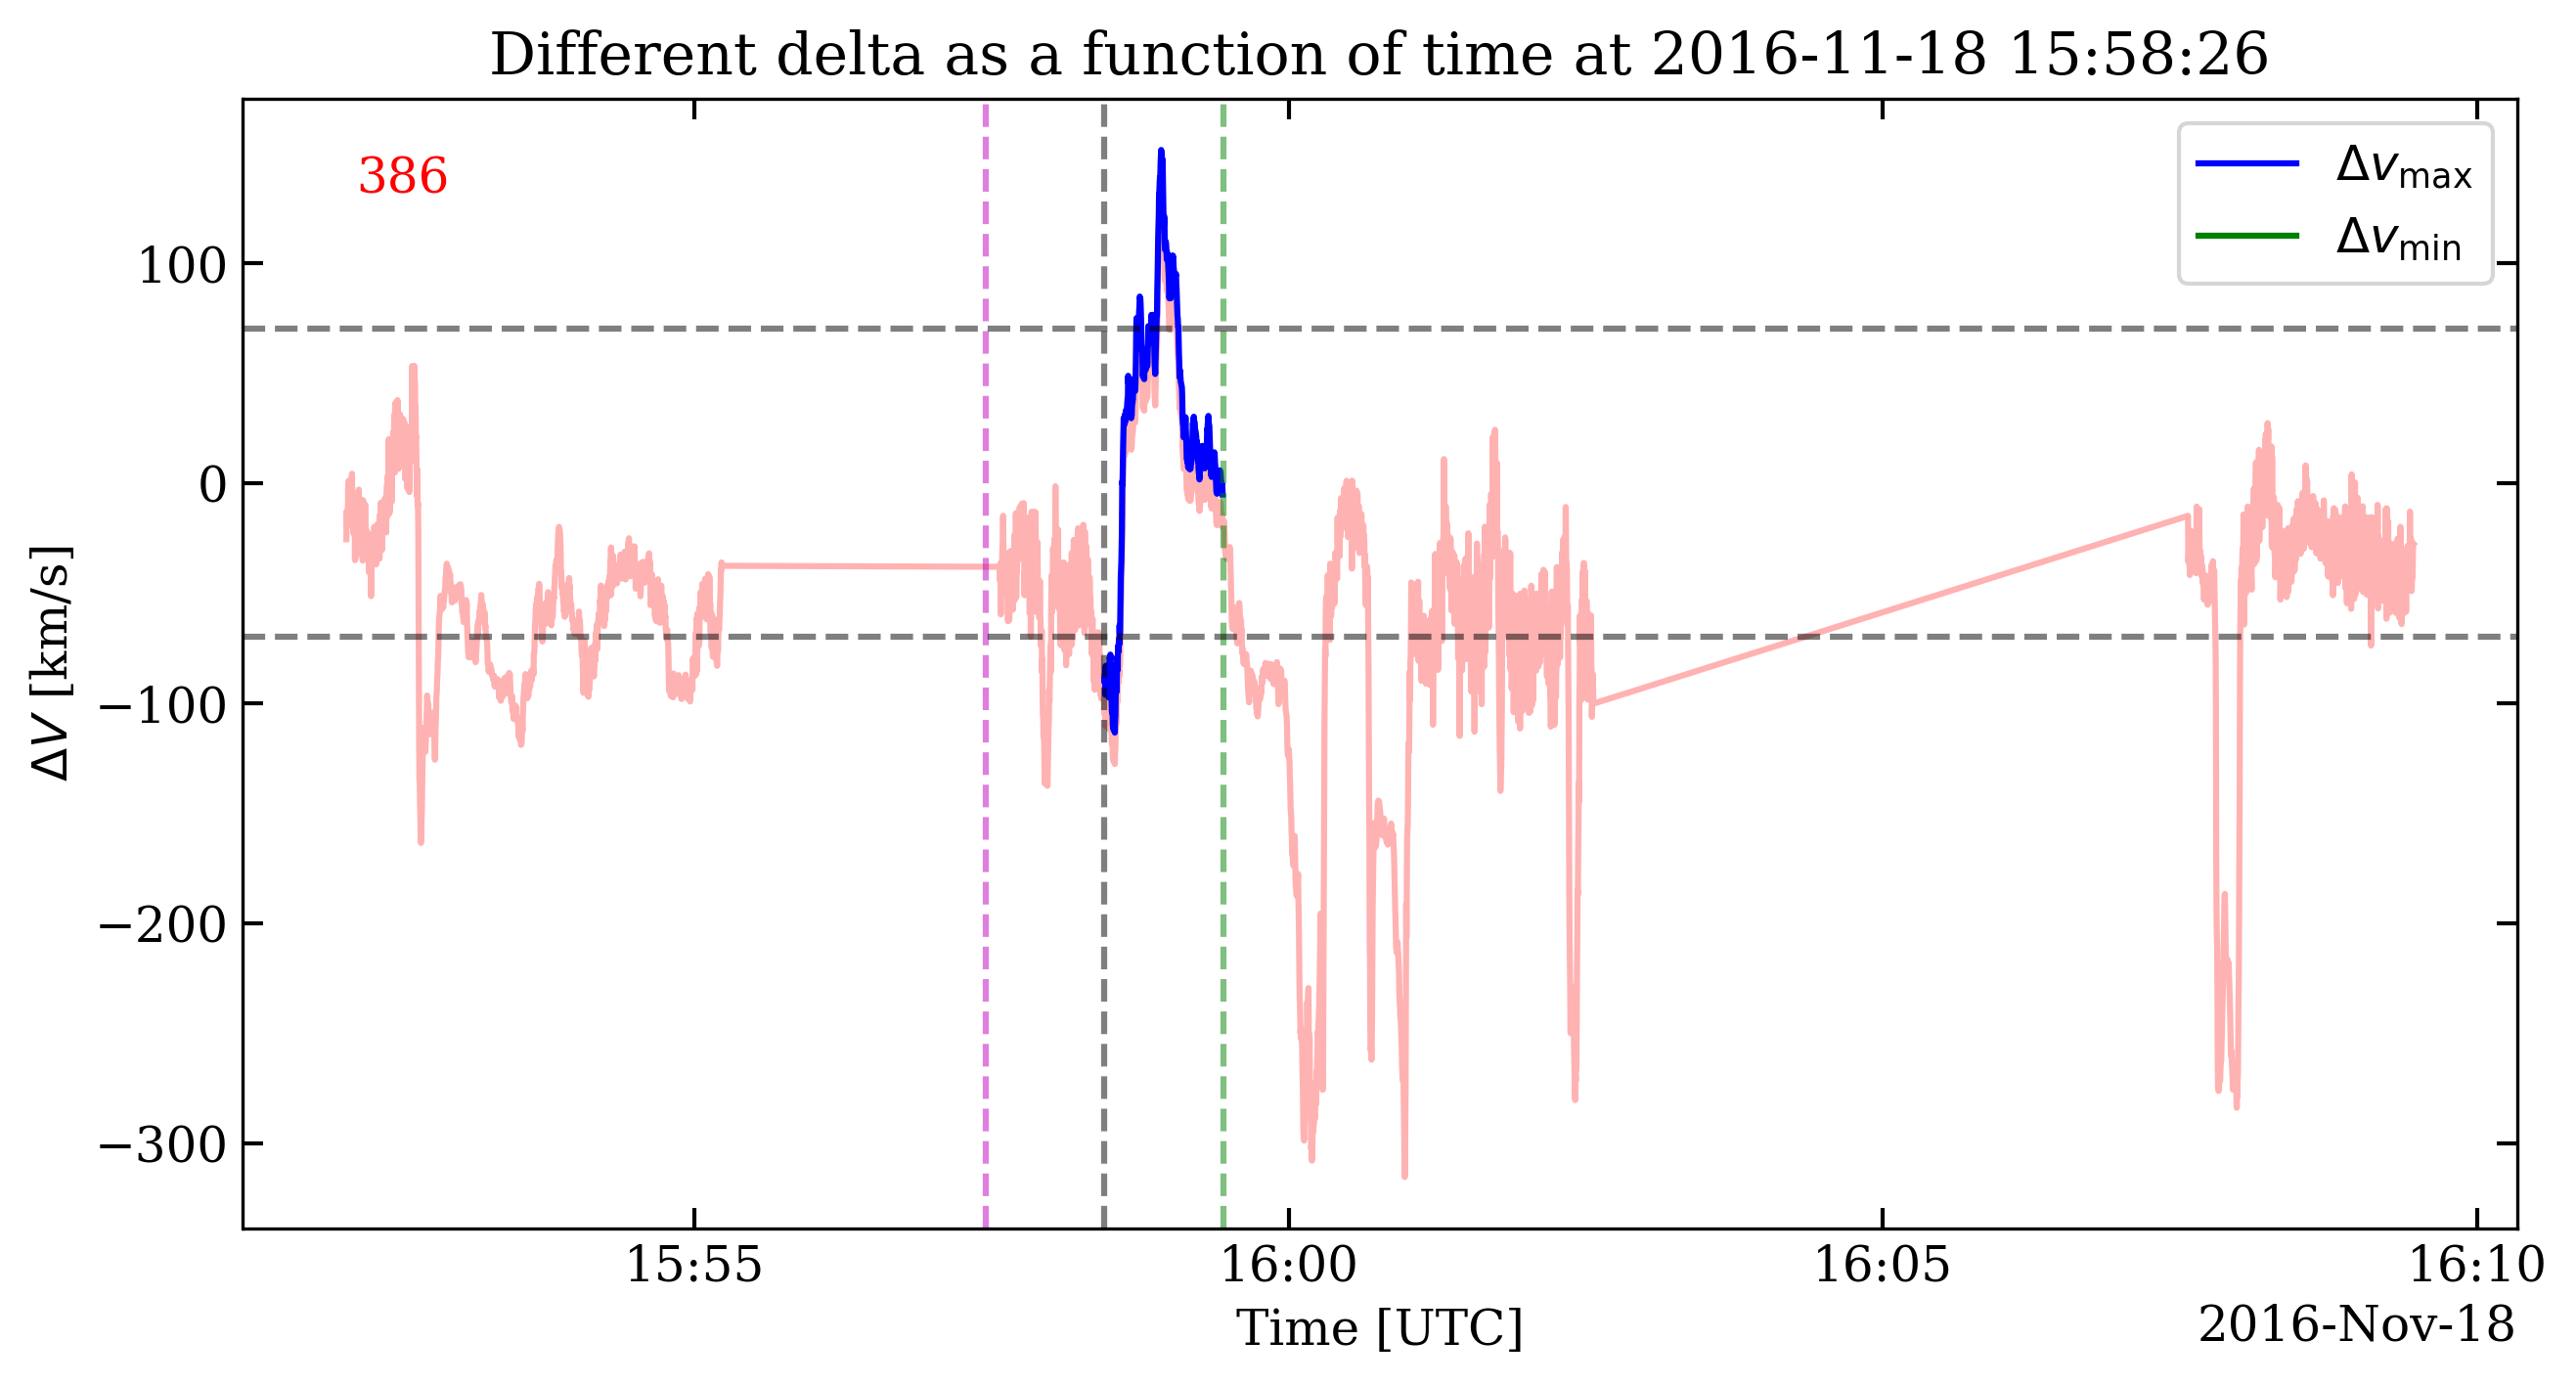 Different delta as a function of time at 2016-11-18 15:58:26
386
Δv_max
Δv_min
100
0
−100
−200
−300
ΔV [km/s]
15:55 16:00 16:05 16:10
Time [UTC]
2016-Nov-18